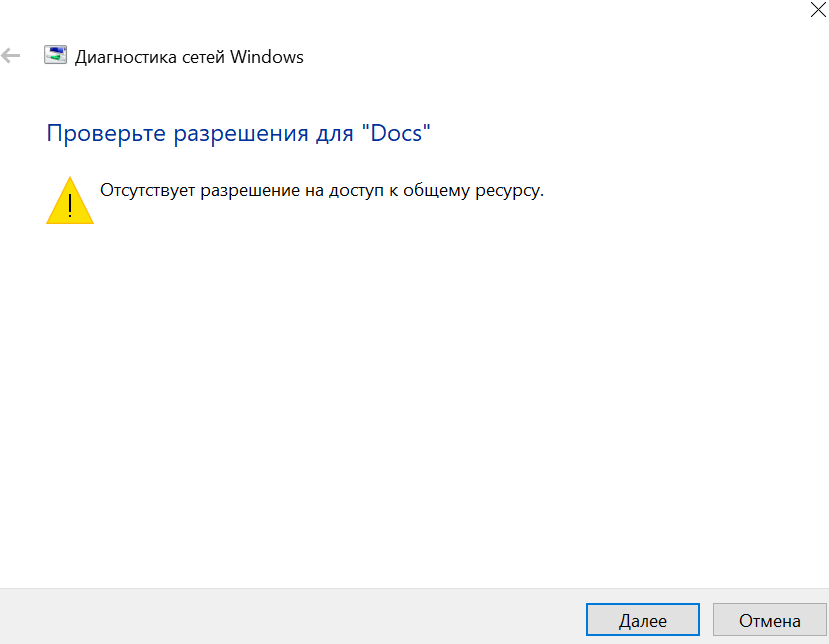 Диагностика сетей Windows
Проверьте разрешения для "Docs"
Отсутствует разрешение на доступ к общему ресурсу.
Далее
Отмена